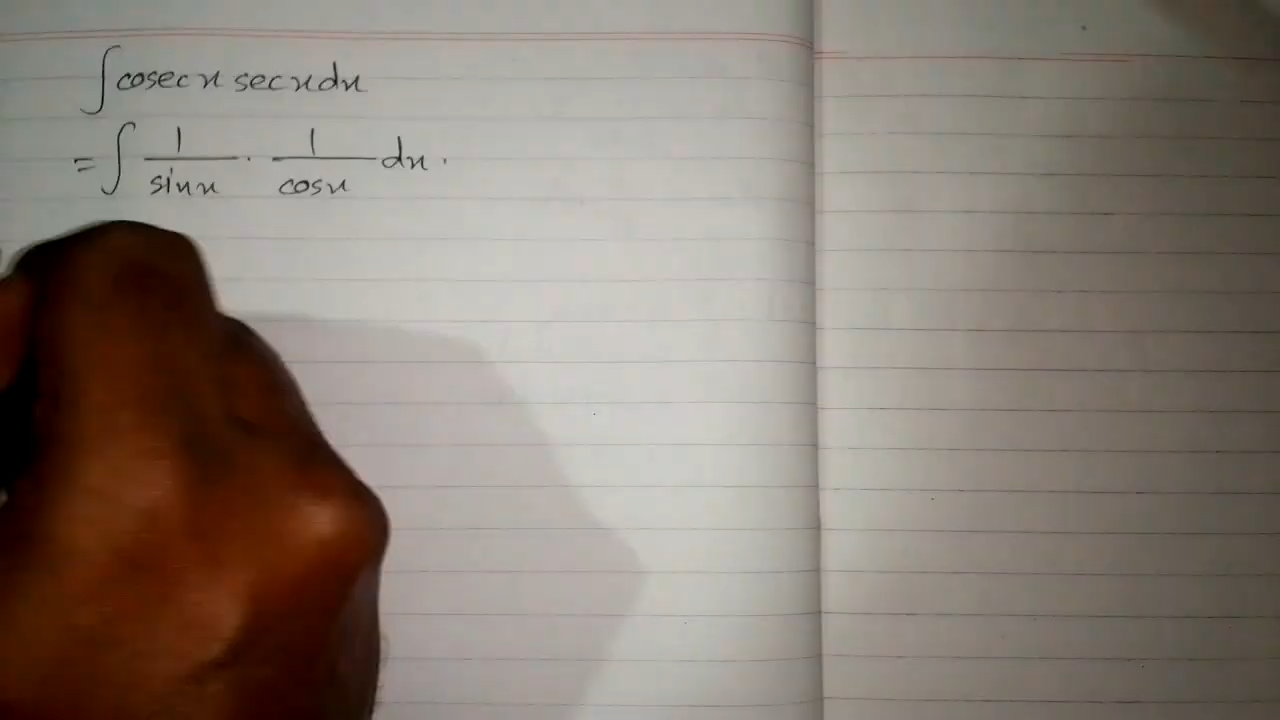 ∫ cosec x sec x dx
= ∫ 1/sin x · 1/cos x dx.